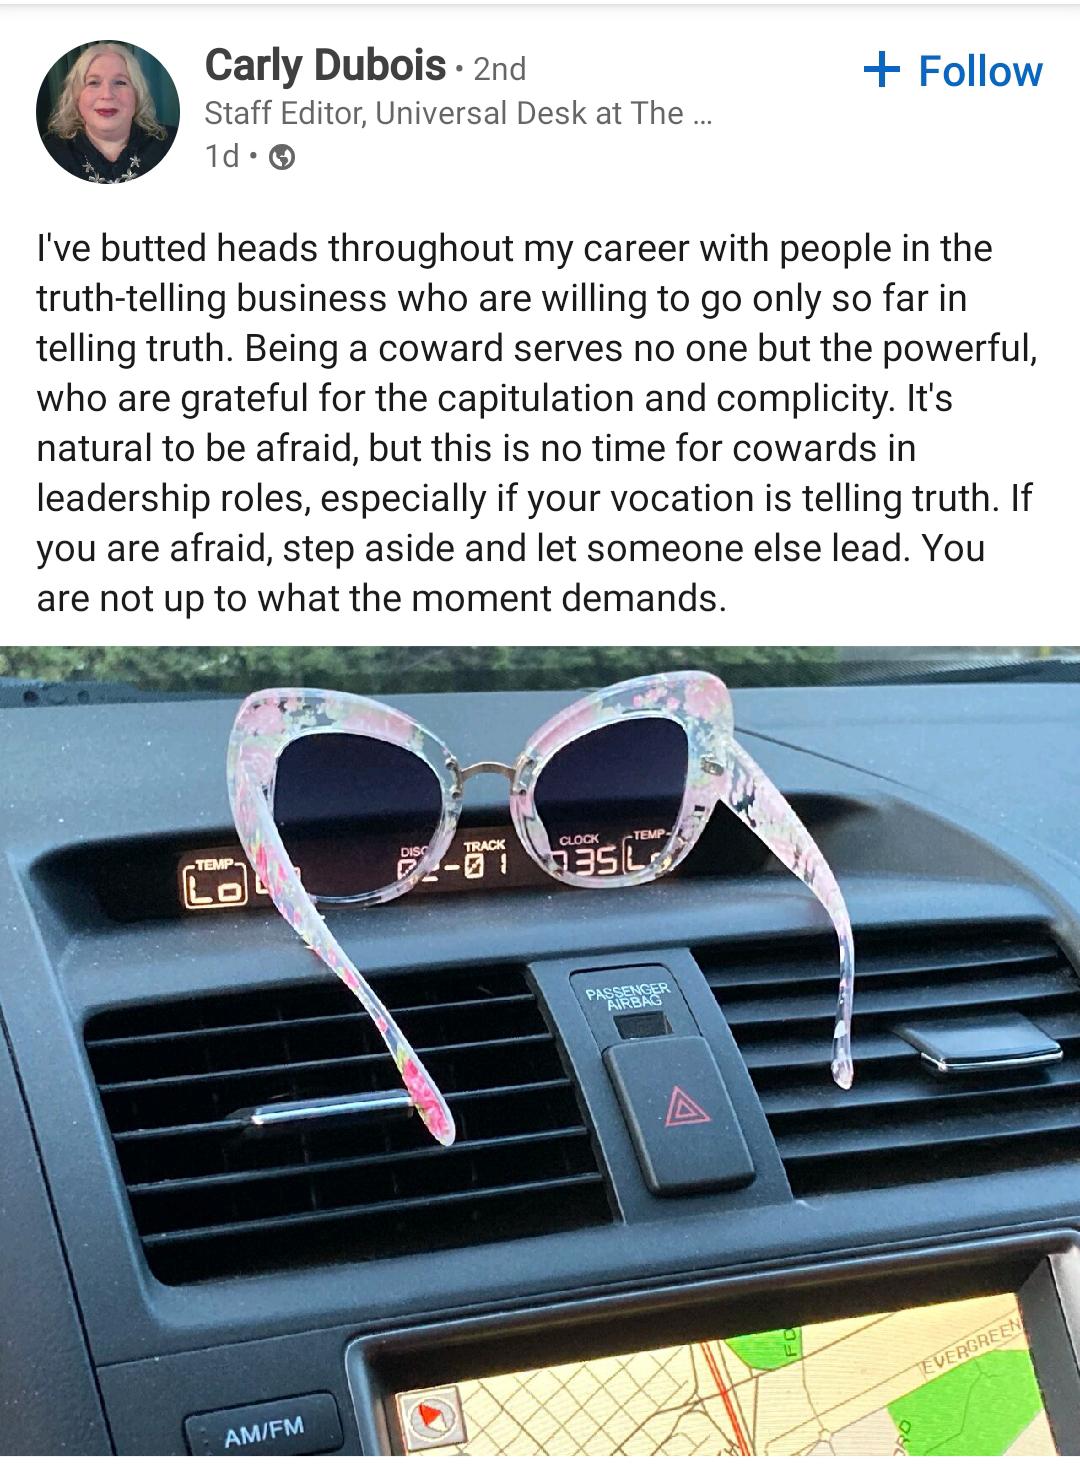 Carly Dubois • 2nd
+ Follow
Staff Editor, Universal Desk at The ...
1d •
I've butted heads throughout my career with people in the
truth-telling business who are willing to go only so far in
telling truth. Being a coward serves no one but the powerful,
who are grateful for the capitulation and complicity. It's
natural to be afraid, but this is no time for cowards in
leadership roles, especially if your vocation is telling truth. If
you are afraid, step aside and let someone else lead. You
are not up to what the moment demands.
TEMP DISC TRACK CLOCK TEMP
Lo -01 35 Lo
PASSENGER
AIRBAG
EVERGREEN
AM/FM